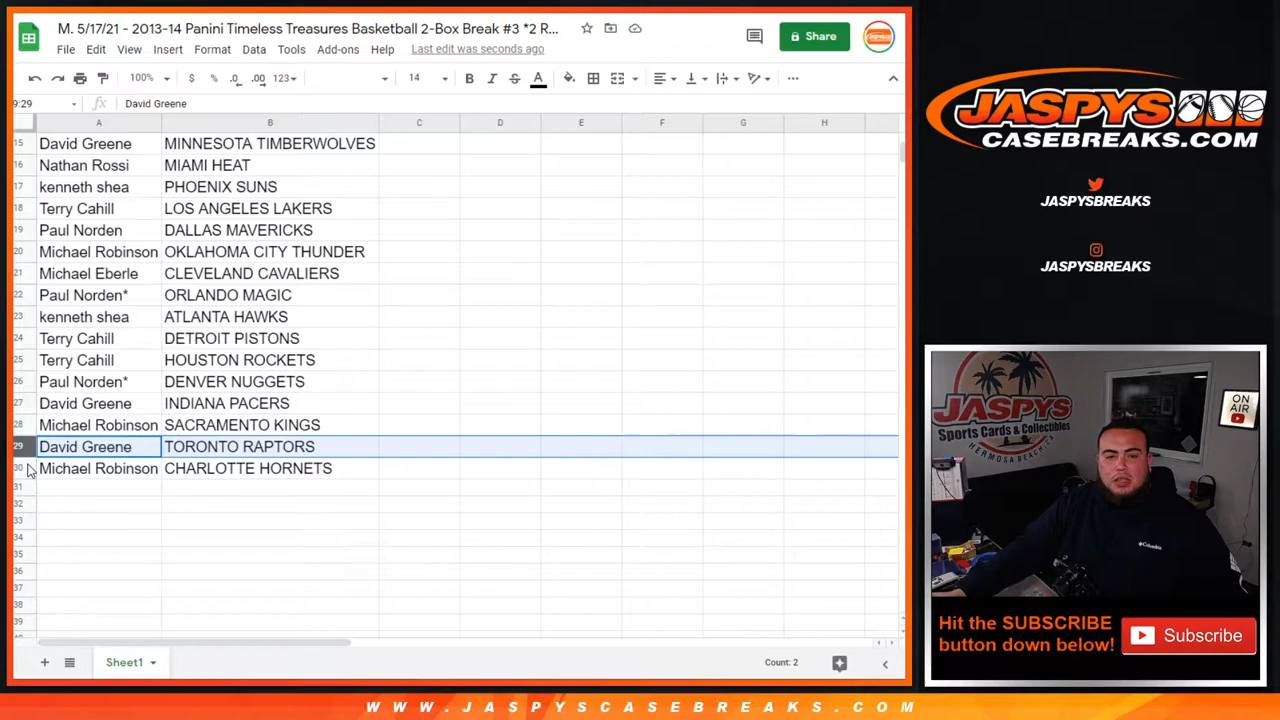 M. 5/17/21 - 2013-14 Panini Timeless Treasures Basketball 2-Box Break #3 *2 R...
File Edit View Insert Format Data Tools Add-ons Help Last edit was seconds ago
Share
100% $ % .0 .00 123 14 B I S A
9:29 fx David Greene
A B C D E F G H
15 David Greene MINNESOTA TIMBERWOLVES
16 Nathan Rossi MIAMI HEAT
17 kenneth shea PHOENIX SUNS
18 Terry Cahill LOS ANGELES LAKERS
19 Paul Norden DALLAS MAVERICKS
20 Michael Robinson OKLAHOMA CITY THUNDER
21 Michael Eberle CLEVELAND CAVALIERS
22 Paul Norden* ORLANDO MAGIC
23 kenneth shea ATLANTA HAWKS
24 Terry Cahill DETROIT PISTONS
25 Terry Cahill HOUSTON ROCKETS
26 Paul Norden* DENVER NUGGETS
27 David Greene INDIANA PACERS
28 Michael Robinson SACRAMENTO KINGS
29 David Greene TORONTO RAPTORS
30 Michael Robinson CHARLOTTE HORNETS
31
32
33
34
35
36
37
38
39
Sheet1
Count: 2
JASPYS
CASEBREAKS.COM
JASPYSBREAKS
JASPYSBREAKS
JASPYS
Sports Cards & Collectibles
HERMOSA BEACH, CA
ON AIR
Columbia
Hit the SUBSCRIBE
button down below!
Subscribe
WWW.JASPYSCASEBREAKS.COM